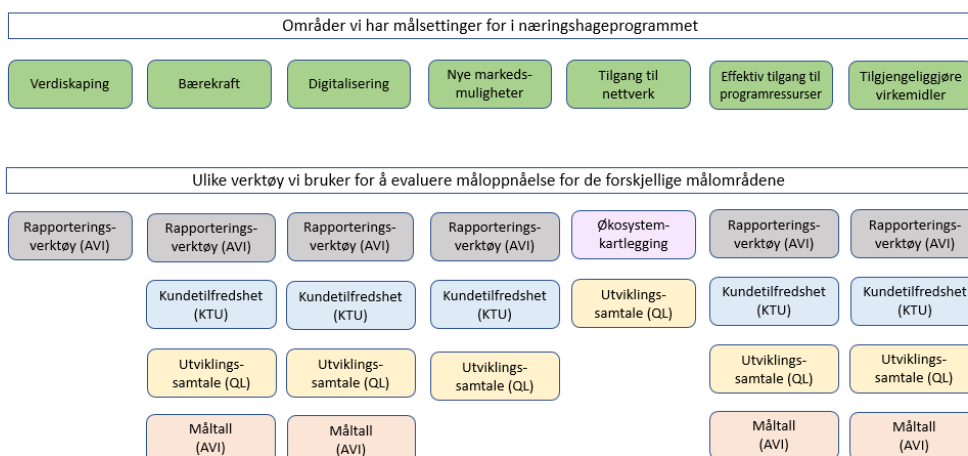 Områder vi har målsettinger for i næringshageprogrammet
Verdiskaping
Bærekraft
Digitalisering
Nye markeds-
muligheter
Tilgang til
nettverk
Effektiv tilgang til
programressurser
Tilgjengeliggjøre
virkemidler
Ulike verktøy vi bruker for å evaluere måloppnåelse for de forskjellige målområdene
Rapporterings-
verktøy (AVI)
Rapporterings-
verktøy (AVI)
Rapporterings-
verktøy (AVI)
Rapporterings-
verktøy (AVI)
Økosystem-
kartlegging
Rapporterings-
verktøy (AVI)
Rapporterings-
verktøy (AVI)
Kundetilfredshet
(KTU)
Kundetilfredshet
(KTU)
Kundetilfredshet
(KTU)
Utviklings-
samtale (QL)
Kundetilfredshet
(KTU)
Kundetilfredshet
(KTU)
Utviklings-
samtale (QL)
Utviklings-
samtale (QL)
Utviklings-
samtale (QL)
Utviklings-
samtale (QL)
Utviklings-
samtale (QL)
Måltall
(AVI)
Måltall
(AVI)
Måltall
(AVI)
Måltall
(AVI)